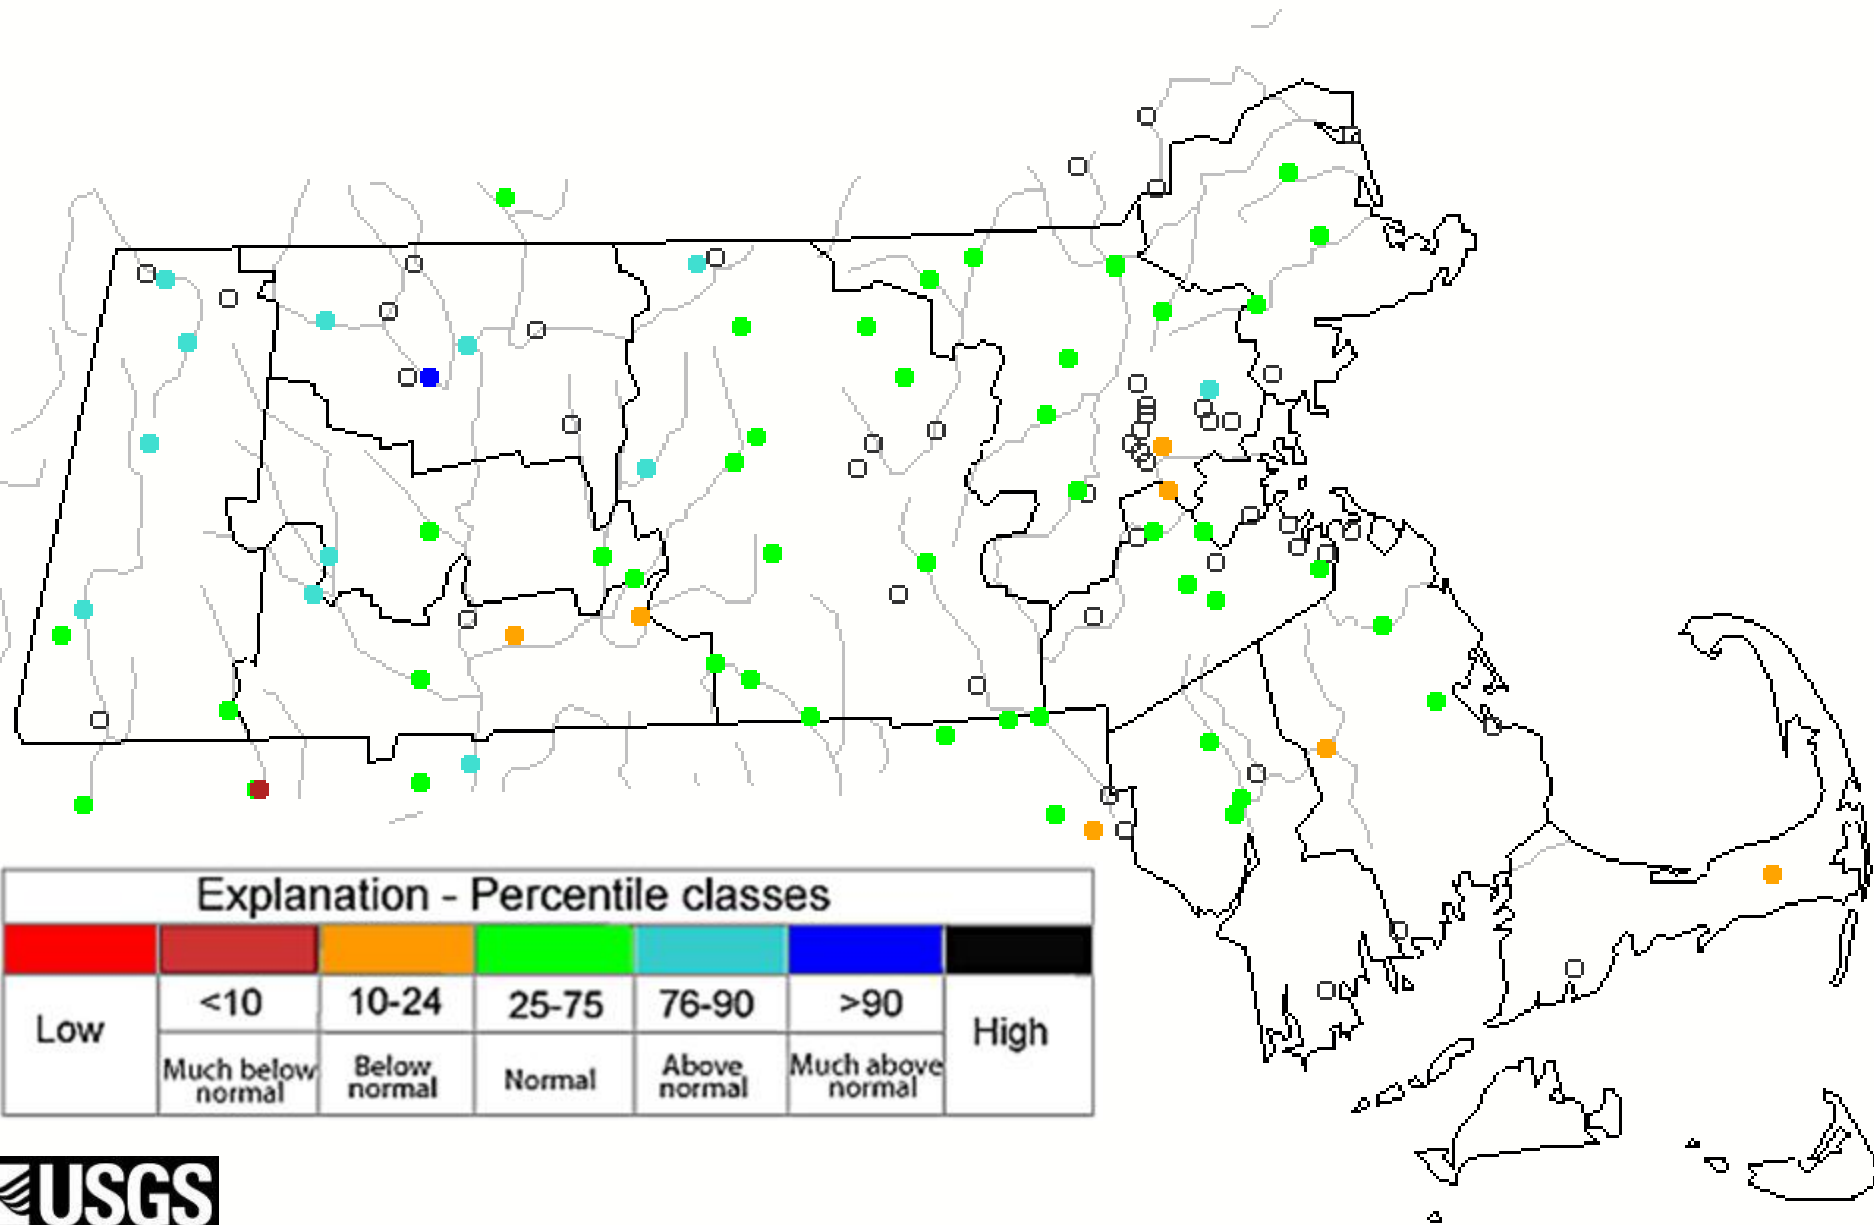 Explanation - Percentile classes
<10 10-24 25-75 76-90 >90
Low High
Much below normal
Below normal
Normal
Above normal
Much above normal
USGS